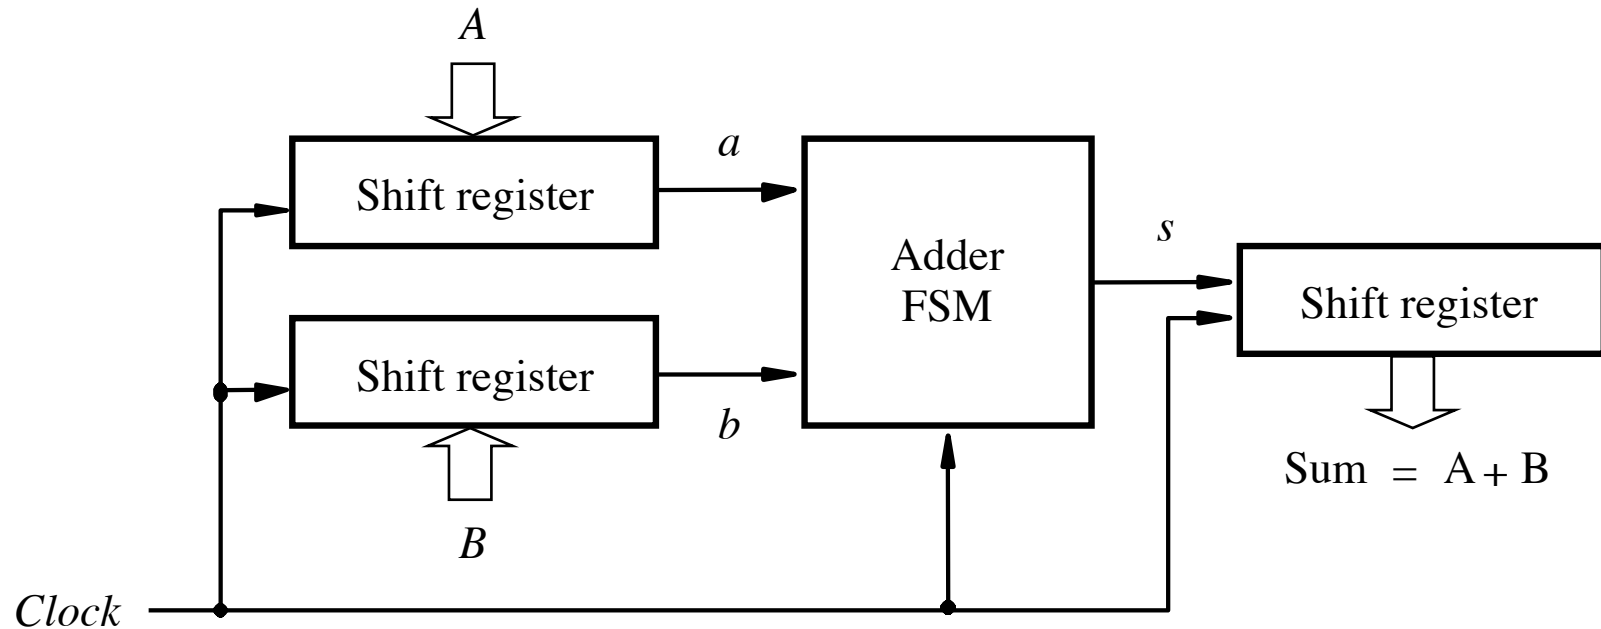 A
a
Shift register
s
Adder
FSM
Shift register
Shift register
b
Sum = A + B
B
Clock